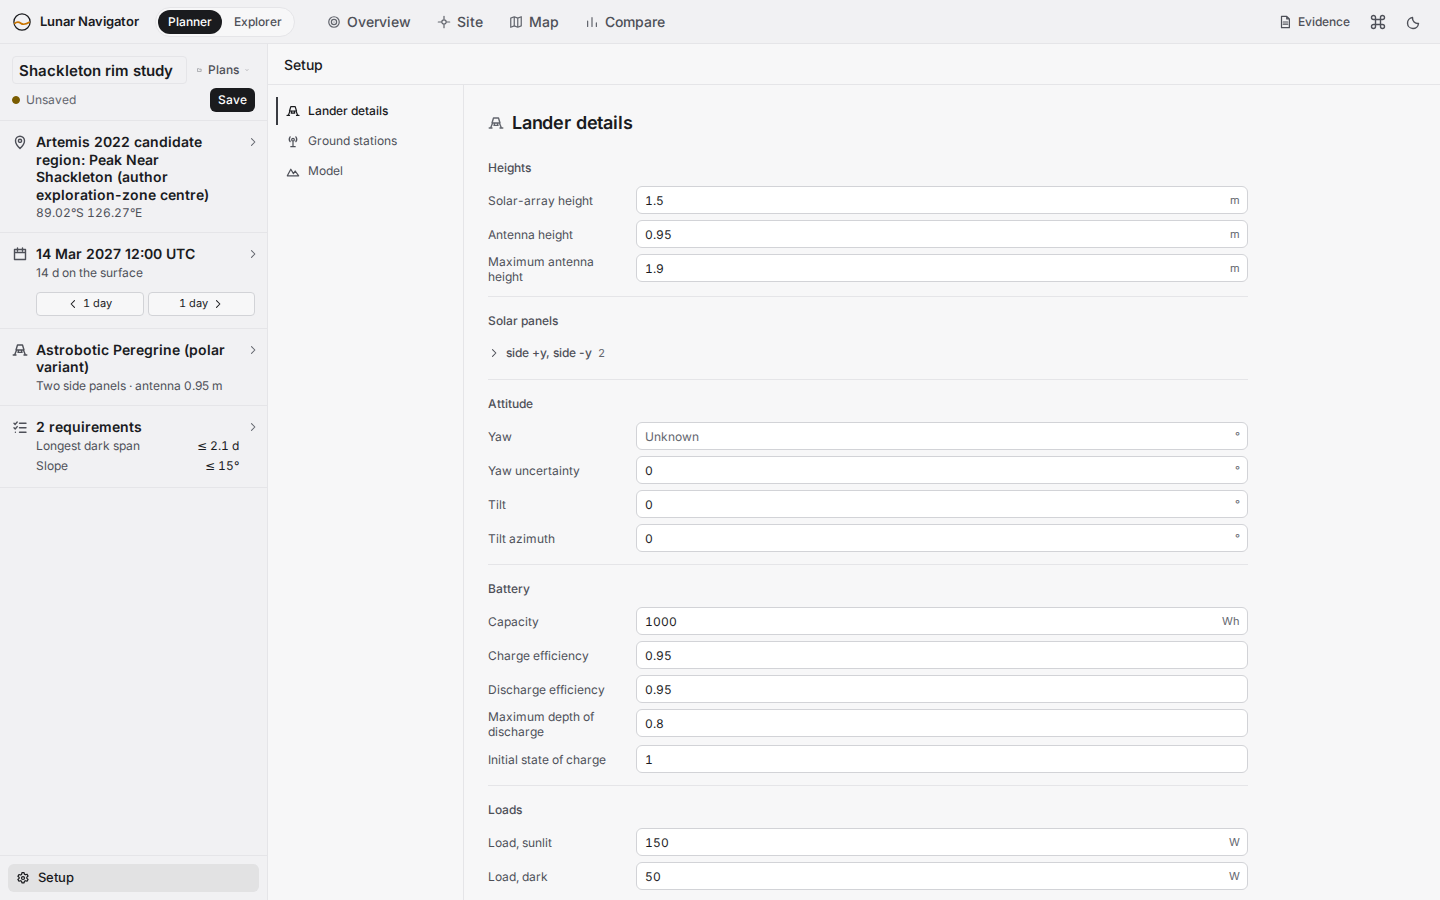 Lunar Navigator
Planner
Explorer
Overview
Site
Map
Compare
Evidence
Shackleton rim study
Plans
Unsaved
Save
Artemis 2022 candidate
region: Peak Near
Shackleton (author
exploration-zone centre)
89.02°S 126.27°E
14 Mar 2027 12:00 UTC
14 d on the surface
1 day
1 day
Astrobotic Peregrine (polar
variant)
Two side panels · antenna 0.95 m
2 requirements
Longest dark span ≤ 2.1 d
Slope ≤ 15°
Setup
Setup
Lander details
Ground stations
Model
Lander details
Heights
Solar-array height 1.5 m
Antenna height 0.95 m
Maximum antenna
height 1.9 m
Solar panels
side +y, side -y 2
Attitude
Yaw Unknown °
Yaw uncertainty 0 °
Tilt 0 °
Tilt azimuth 0 °
Battery
Capacity 1000 Wh
Charge efficiency 0.95
Discharge efficiency 0.95
Maximum depth of
discharge 0.8
Initial state of charge 1
Loads
Load, sunlit 150 W
Load, dark 50 W